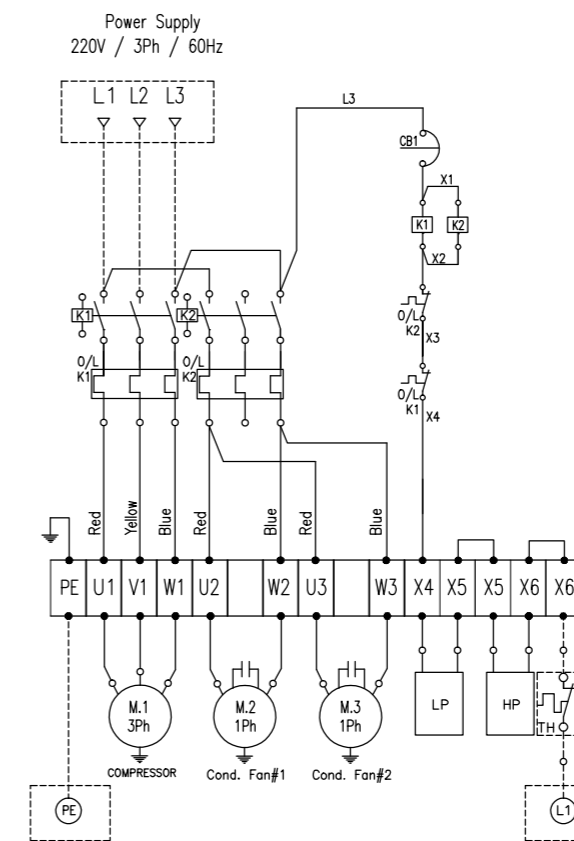 Power Supply
220V / 3Ph / 60Hz
L1 L2 L3
L3
CB1
X1
K1 K2
X2
O/L
K2
X3
O/L
K1
X4
K1 K2
O/L
K1
O/L
K2
Red Yellow Blue Red Blue Red Blue
PE U1 V1 W1 U2 W2 U3 W3 X4 X5 X5 X6 X6
M.1
3Ph
M.2
1Ph
M.3
1Ph
LP
HP
TH
COMPRESSOR
Cond. Fan#1
Cond. Fan#2
PE
L1